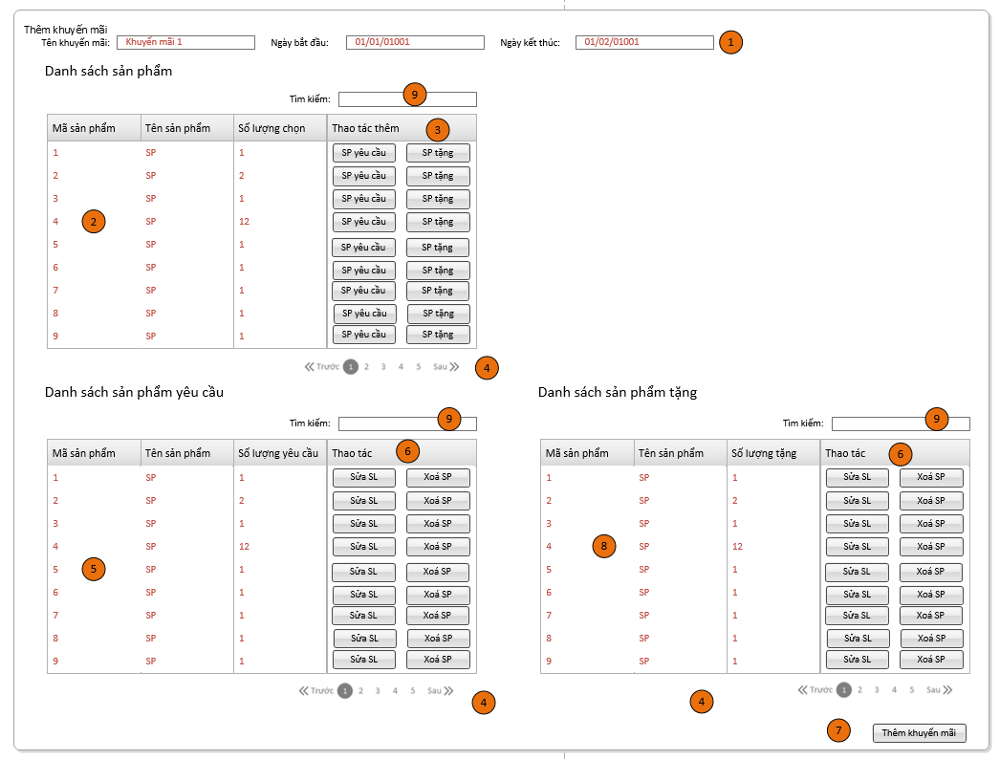 Thêm khuyến mãi
Tên khuyến mãi: Khuyến mãi 1 Ngày bắt đầu: 01/01/01001 Ngày kết thúc: 01/02/01001 1
Danh sách sản phẩm
Tìm kiếm: 9
Mã sản phẩm Tên sản phẩm Số lượng chọn Thao tác thêm 3
1 SP 1 SP yêu cầu SP tặng
2 SP 2 SP yêu cầu SP tặng
3 SP 1 SP yêu cầu SP tặng
4 2 SP 12 SP yêu cầu SP tặng
5 SP 1 SP yêu cầu SP tặng
6 SP 1 SP yêu cầu SP tặng
7 SP 1 SP yêu cầu SP tặng
8 SP 1 SP yêu cầu SP tặng
9 SP 1 SP yêu cầu SP tặng
Trước 1 2 3 4 5 Sau 4
Danh sách sản phẩm yêu cầu
Tìm kiếm: 9
Mã sản phẩm Tên sản phẩm Số lượng yêu cầu Thao tác 6
1 SP 1 Sửa SL Xoá SP
2 SP 2 Sửa SL Xoá SP
3 SP 1 Sửa SL Xoá SP
4 SP 12 Sửa SL Xoá SP
5 5 SP 1 Sửa SL Xoá SP
6 SP 1 Sửa SL Xoá SP
7 SP 1 Sửa SL Xoá SP
8 SP 1 Sửa SL Xoá SP
9 SP 1 Sửa SL Xoá SP
Trước 1 2 3 4 5 Sau 4
Danh sách sản phẩm tặng
Tìm kiếm: 9
Mã sản phẩm Tên sản phẩm Số lượng tặng Thao tác 6
1 SP 1 Sửa SL Xoá SP
2 SP 2 Sửa SL Xoá SP
3 SP 1 Sửa SL Xoá SP
4 8 SP 12 Sửa SL Xoá SP
5 SP 1 Sửa SL Xoá SP
6 SP 1 Sửa SL Xoá SP
7 SP 1 Sửa SL Xoá SP
8 SP 1 Sửa SL Xoá SP
9 SP 1 Sửa SL Xoá SP
Trước 1 2 3 4 5 Sau
4
7 Thêm khuyến mãi